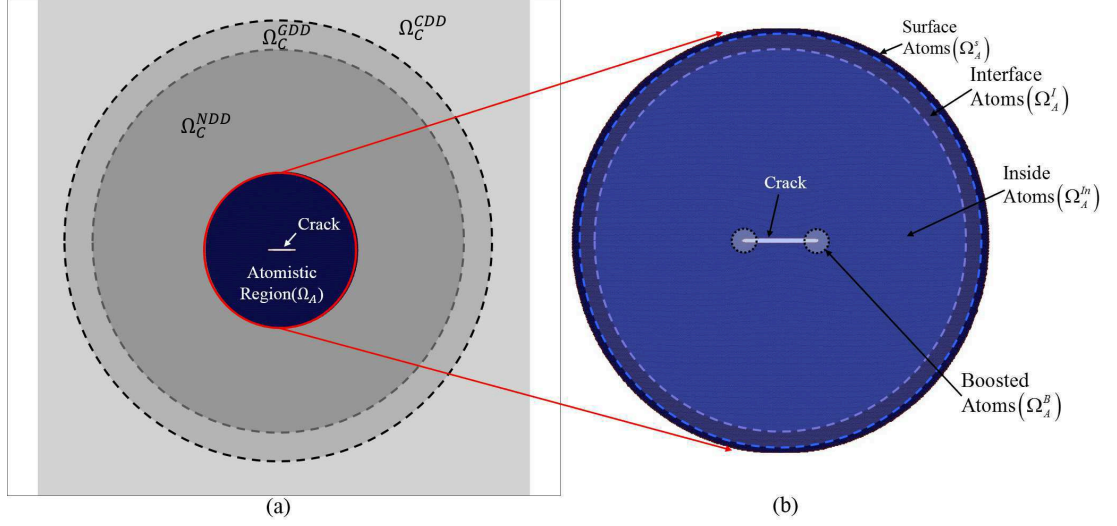 Ω_C^{CDD}
Ω_C^{GDD}
Ω_C^{NDD}
Crack
Atomistic
Region(Ω_A)
(a)
Surface
Atoms(Ω_A^s)
Interface
Atoms(Ω_A^I)
Inside
Atoms(Ω_A^{In})
Crack
Boosted
Atoms(Ω_A^B)
(b)